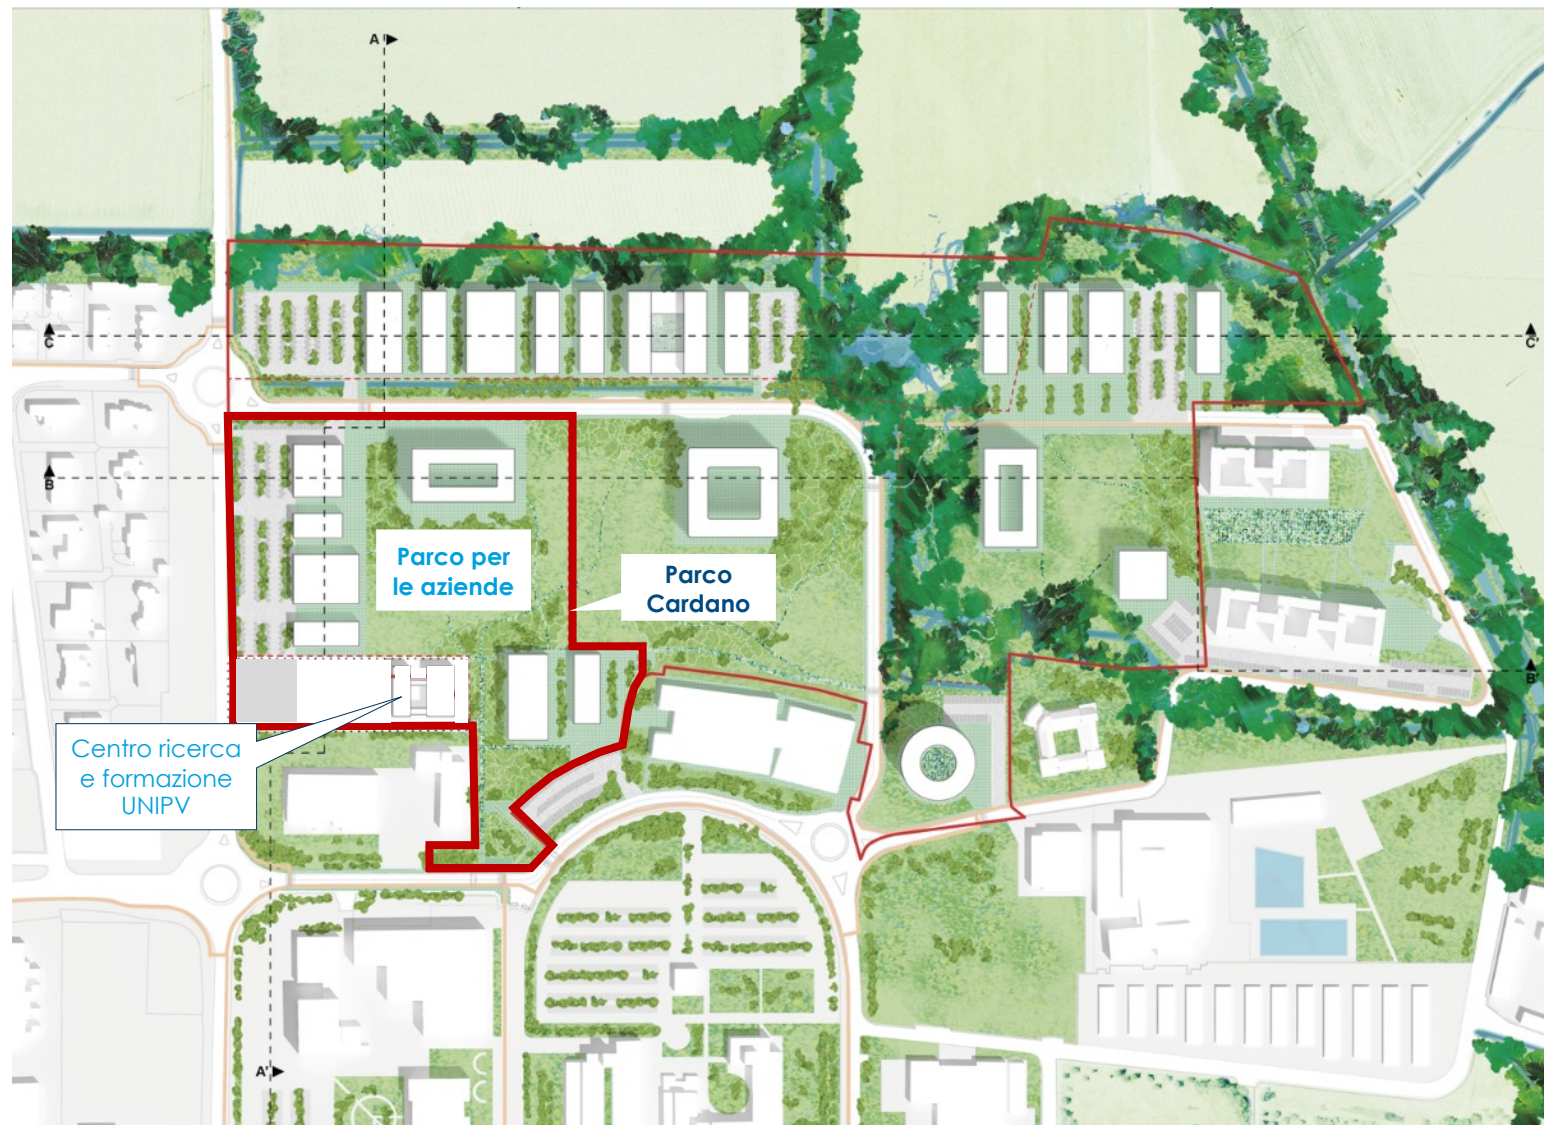 A
C
C'
B
Parco per
le aziende
Parco
Cardano
B'
Centro ricerca
e formazione
UNIPV
A'